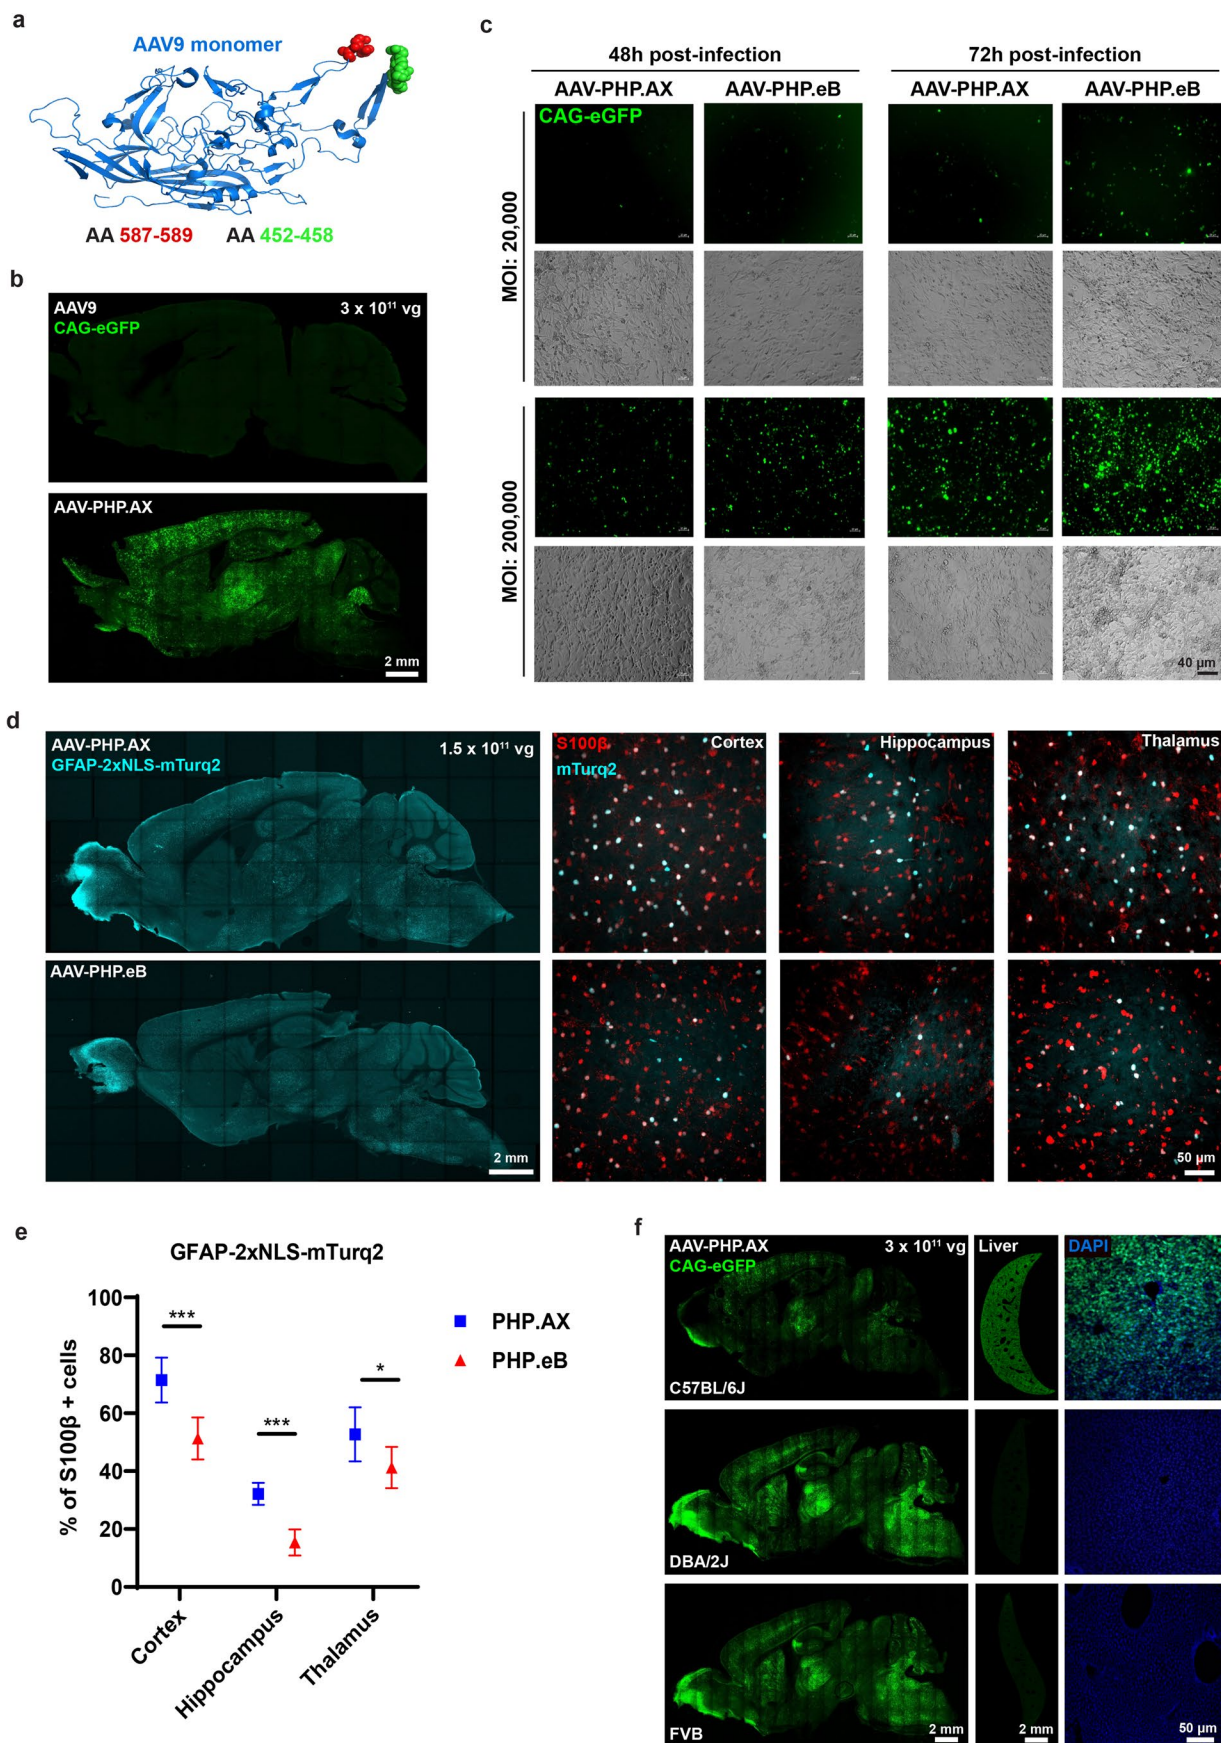 a
AAV9 monomer
AA 587-589 AA 452-458
b
AAV9
CAG-eGFP
3 x 10¹¹ vg
AAV-PHP.AX
2 mm
c
48h post-infection 72h post-infection
AAV-PHP.AX AAV-PHP.eB AAV-PHP.AX AAV-PHP.eB
CAG-eGFP
MOI: 20,000
MOI: 200,000
40 µm
d
AAV-PHP.AX
GFAP-2xNLS-mTurq2
1.5 x 10¹¹ vg
S100β
mTurq2
Cortex
Hippocampus
Thalamus
AAV-PHP.eB
2 mm
50 µm
e
GFAP-2xNLS-mTurq2
% of S100β + cells
100
80
60
40
20
0
***
***
*
PHP.AX
PHP.eB
Cortex
Hippocampus
Thalamus
f
AAV-PHP.AX
CAG-eGFP
3 x 10¹¹ vg
Liver
DAPI
C57BL/6J
DBA/2J
FVB
2 mm
2 mm
50 µm